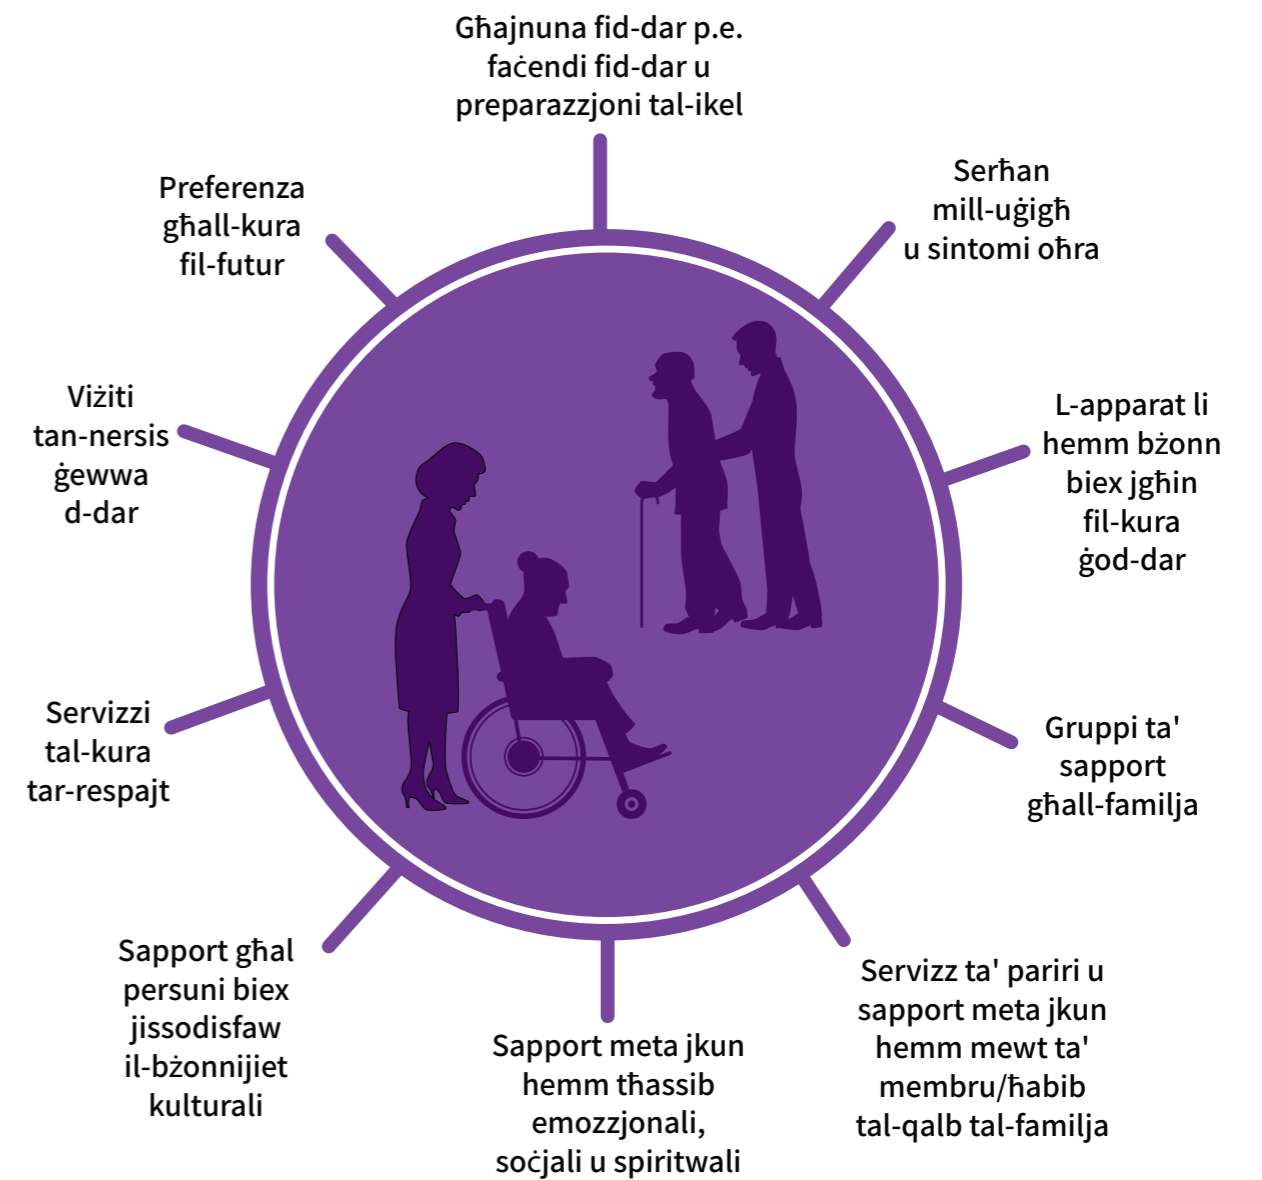 Għajnuna fid-dar p.e.
faċendi fid-dar u
preparazzjoni tal-ikel
Serħan
mill-uġigħ
u sintomi oħra
L-apparat li
hemm bżonn
biex jgħin
fil-kura
ġod-dar
Gruppi ta'
sapport
għall-familja
Servizz ta' pariri u
sapport meta jkun
hemm mewt ta'
membru/ħabib
tal-qalb tal-familja
Sapport meta jkun
hemm tħassib
emozzjonali,
soċjali u spiritwali
Sapport għal
persuni biex
jissodisfaw
il-bżonnijiet
kulturali
Servizzi
tal-kura
tar-respajt
Viżiti
tan-nersis
ġewwa
d-dar
Preferenza
għall-kura
fil-futur